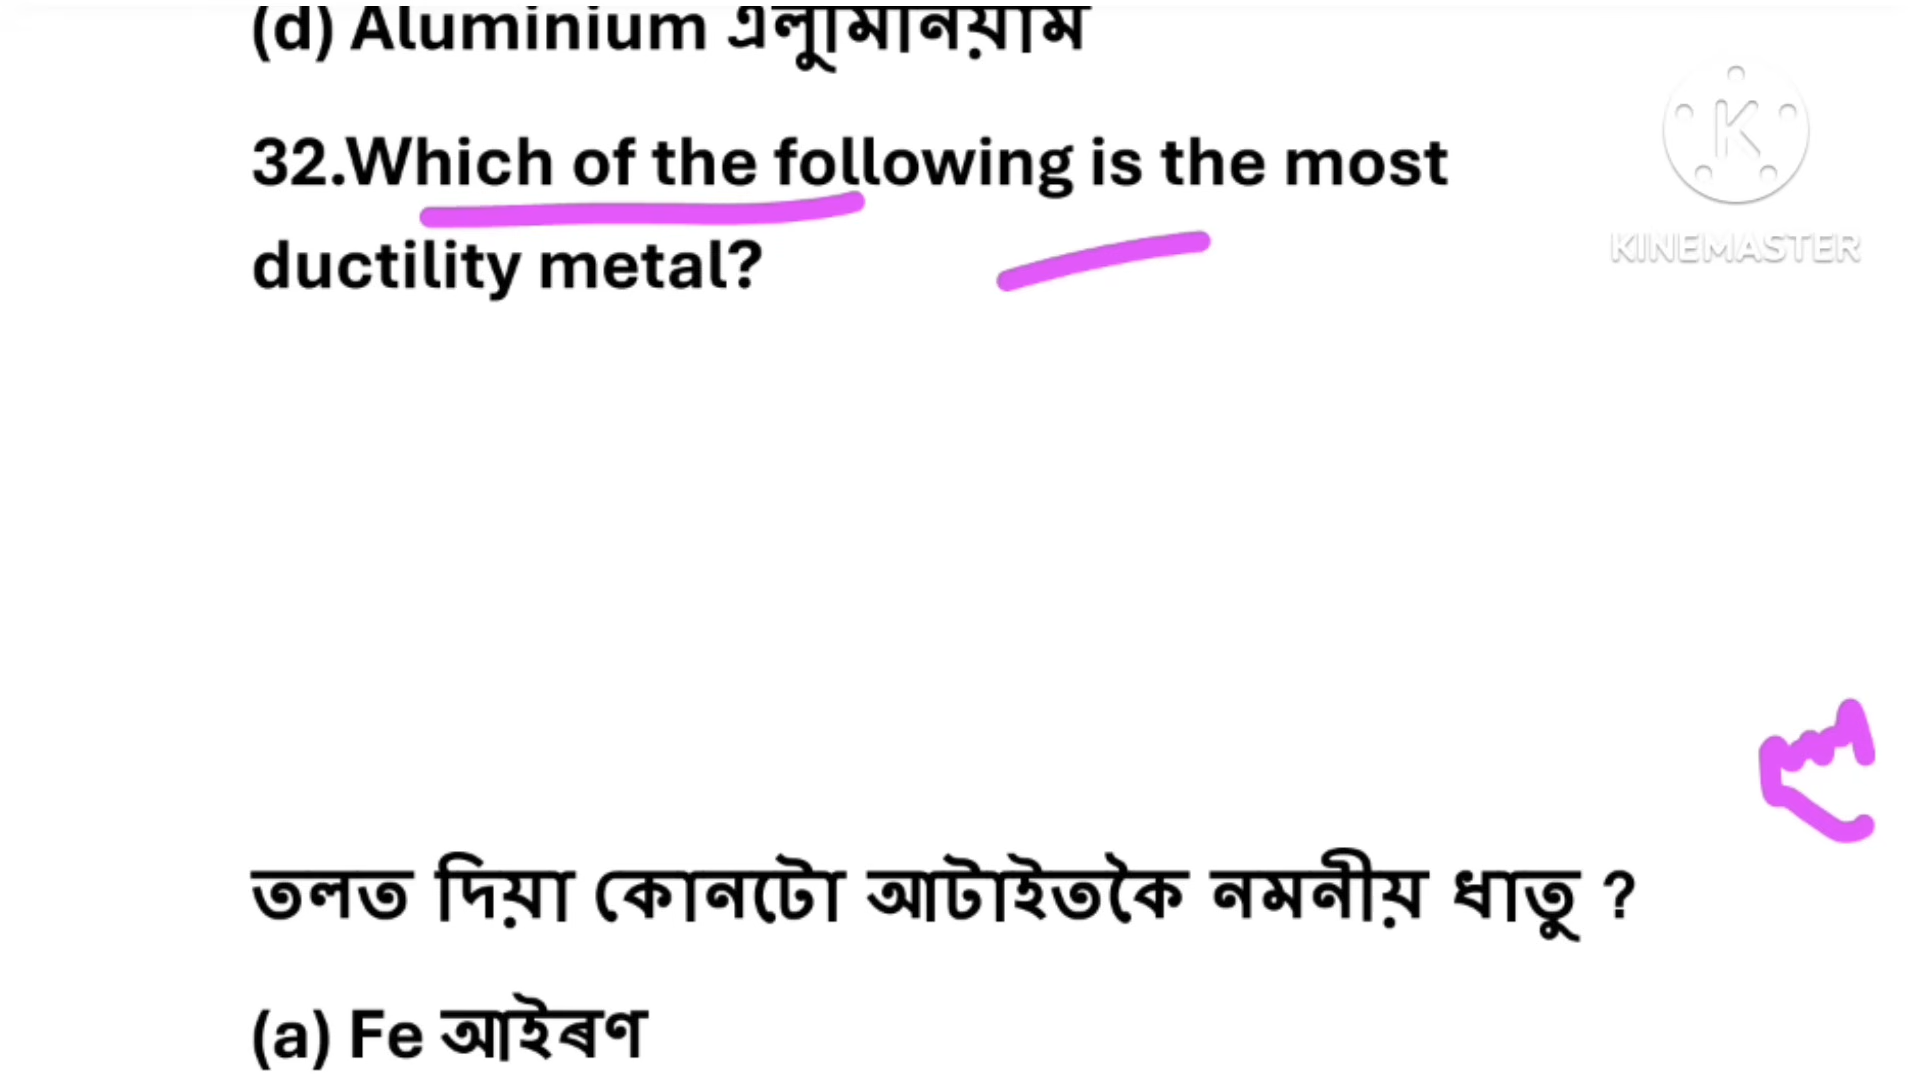 (d) Aluminium এলুমিনিয়াম
32.Which of the following is the most
ductility metal?
K
KINEMASTER
তলত দিয়া কোনটো আটাইতকৈ নমনীয় ধাতু ?
(a) Fe আইৰণ